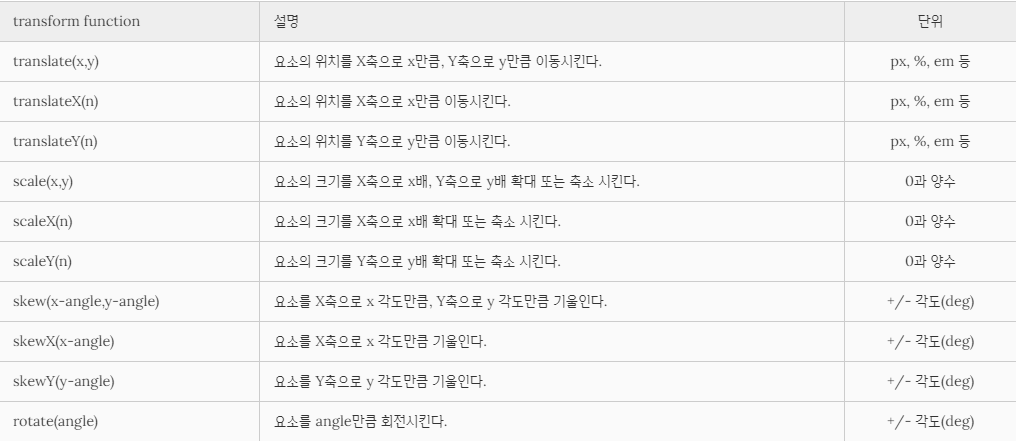 transform function 설명 단위
translate(x,y) 요소의 위치를 X축으로 x만큼, Y축으로 y만큼 이동시킨다. px, %, em 등
translateX(n) 요소의 위치를 X축으로 x만큼 이동시킨다. px, %, em 등
translateY(n) 요소의 위치를 Y축으로 y만큼 이동시킨다. px, %, em 등
scale(x,y) 요소의 크기를 X축으로 x배, Y축으로 y배 확대 또는 축소 시킨다. 0과 양수
scaleX(n) 요소의 크기를 X축으로 x배 확대 또는 축소 시킨다. 0과 양수
scaleY(n) 요소의 크기를 Y축으로 y배 확대 또는 축소 시킨다. 0과 양수
skew(x-angle,y-angle) 요소를 X축으로 x 각도만큼, Y축으로 y 각도만큼 기울인다. +/- 각도(deg)
skewX(x-angle) 요소를 X축으로 x 각도만큼 기울인다. +/- 각도(deg)
skewY(y-angle) 요소를 Y축으로 y 각도만큼 기울인다. +/- 각도(deg)
rotate(angle) 요소를 angle만큼 회전시킨다. +/- 각도(deg)